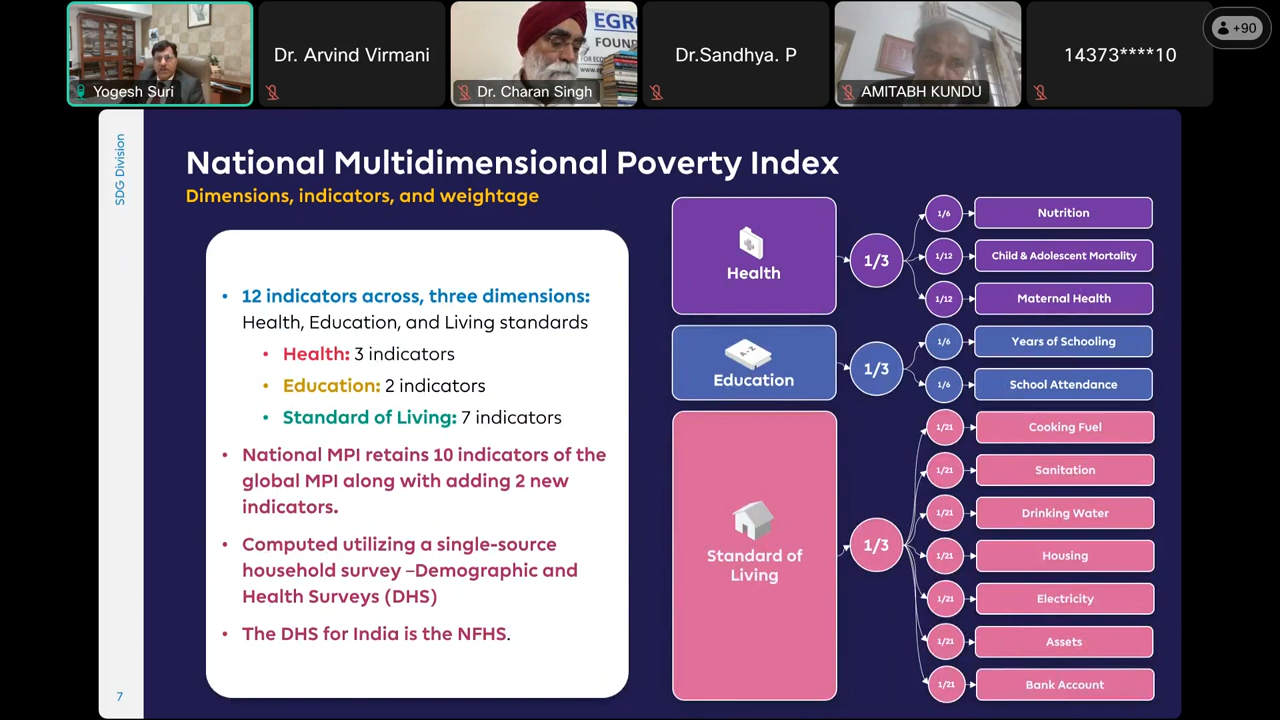 Yogesh Suri
Dr. Arvind Virmani
EGRO
FOUN
Dr. Charan Singh
Dr.Sandhya. P
AMITABH KUNDU
14373****10
+90
SDG Division
National Multidimensional Poverty Index
Dimensions, indicators, and weightage
• 12 indicators across, three dimensions:
Health, Education, and Living standards
• Health: 3 indicators
• Education: 2 indicators
• Standard of Living: 7 indicators
• National MPI retains 10 indicators of the
global MPI along with adding 2 new
indicators.
• Computed utilizing a single-source
household survey –Demographic and
Health Surveys (DHS)
• The DHS for India is the NFHS.
7
Health
1/3
1/6
Nutrition
1/12
Child & Adolescent Mortality
1/12
Maternal Health
A-Z
Education
1/3
1/6
Years of Schooling
1/6
School Attendance
Standard of
Living
1/3
1/21
Cooking Fuel
1/21
Sanitation
1/21
Drinking Water
1/21
Housing
1/21
Electricity
1/21
Assets
1/21
Bank Account